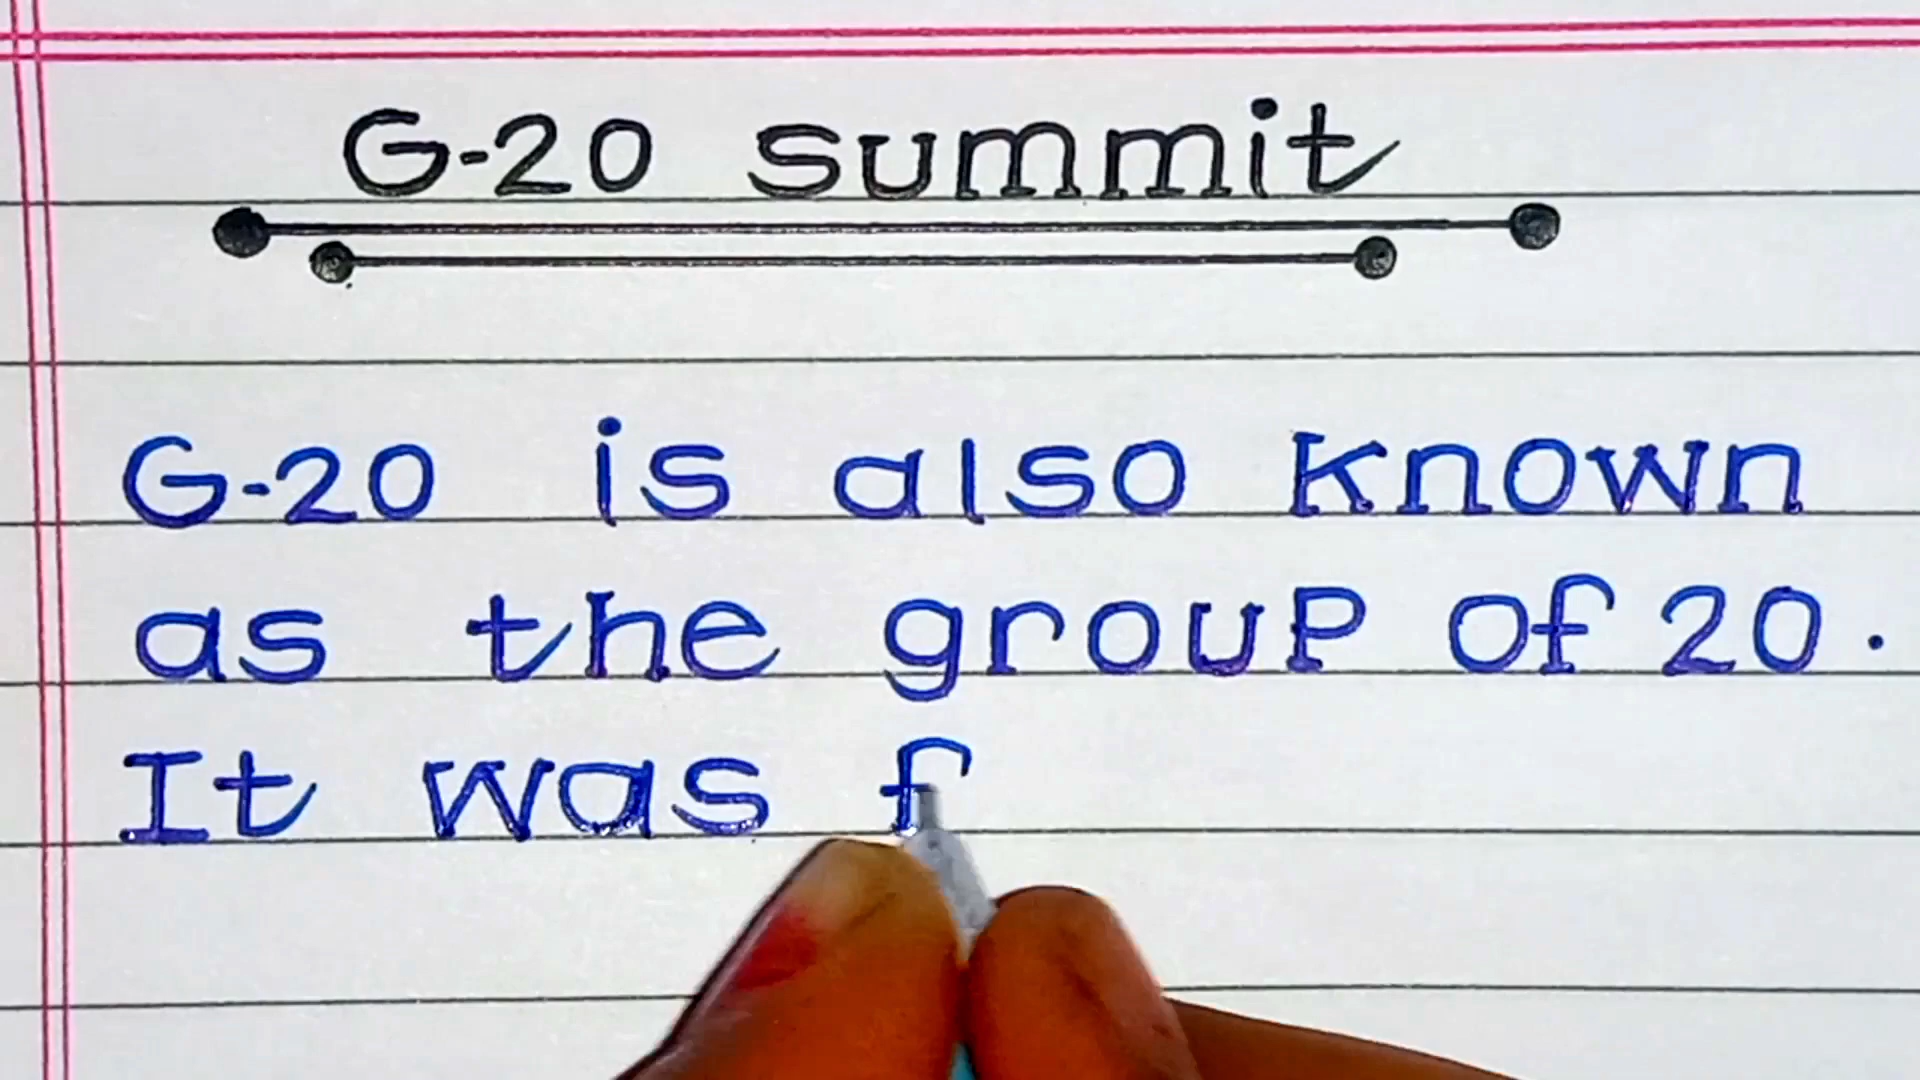 G-20 summit
G-20 is also known
as the group of 20.
It was f